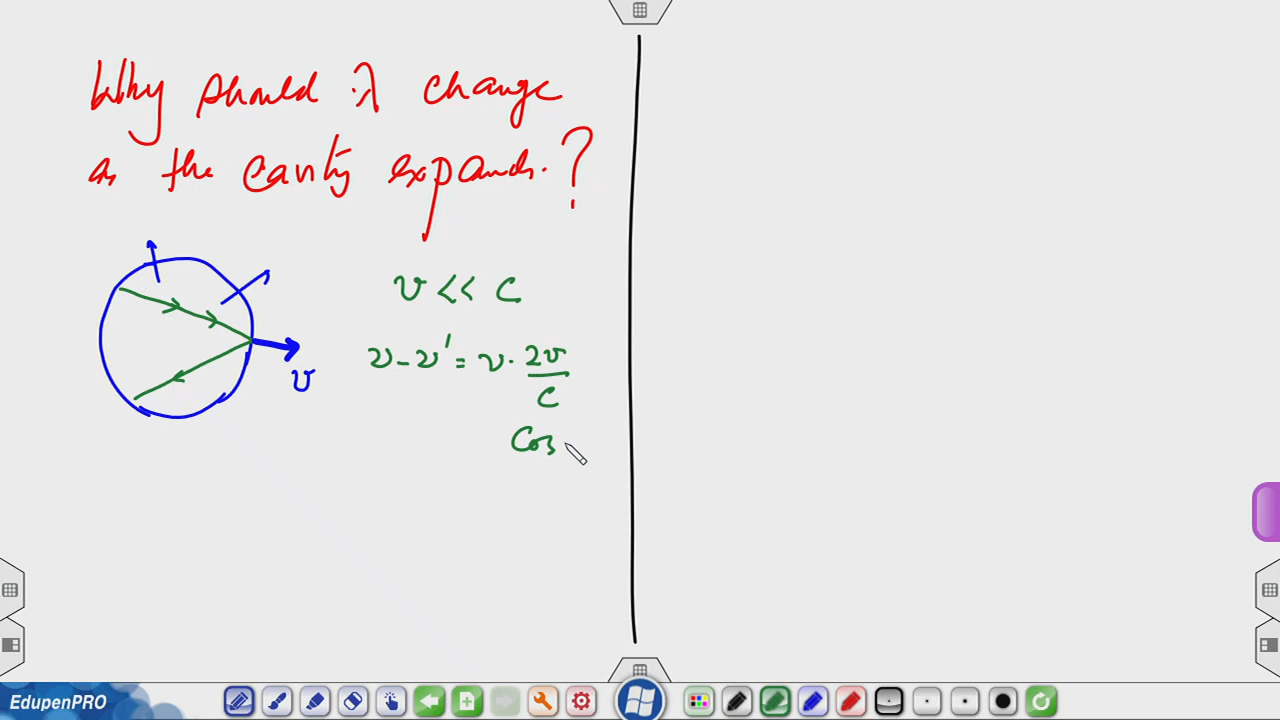 Why should λ change
as the cavity expands.?
v << c
ν - ν' = ν · 2v/c
Cos
v
EdupenPRO